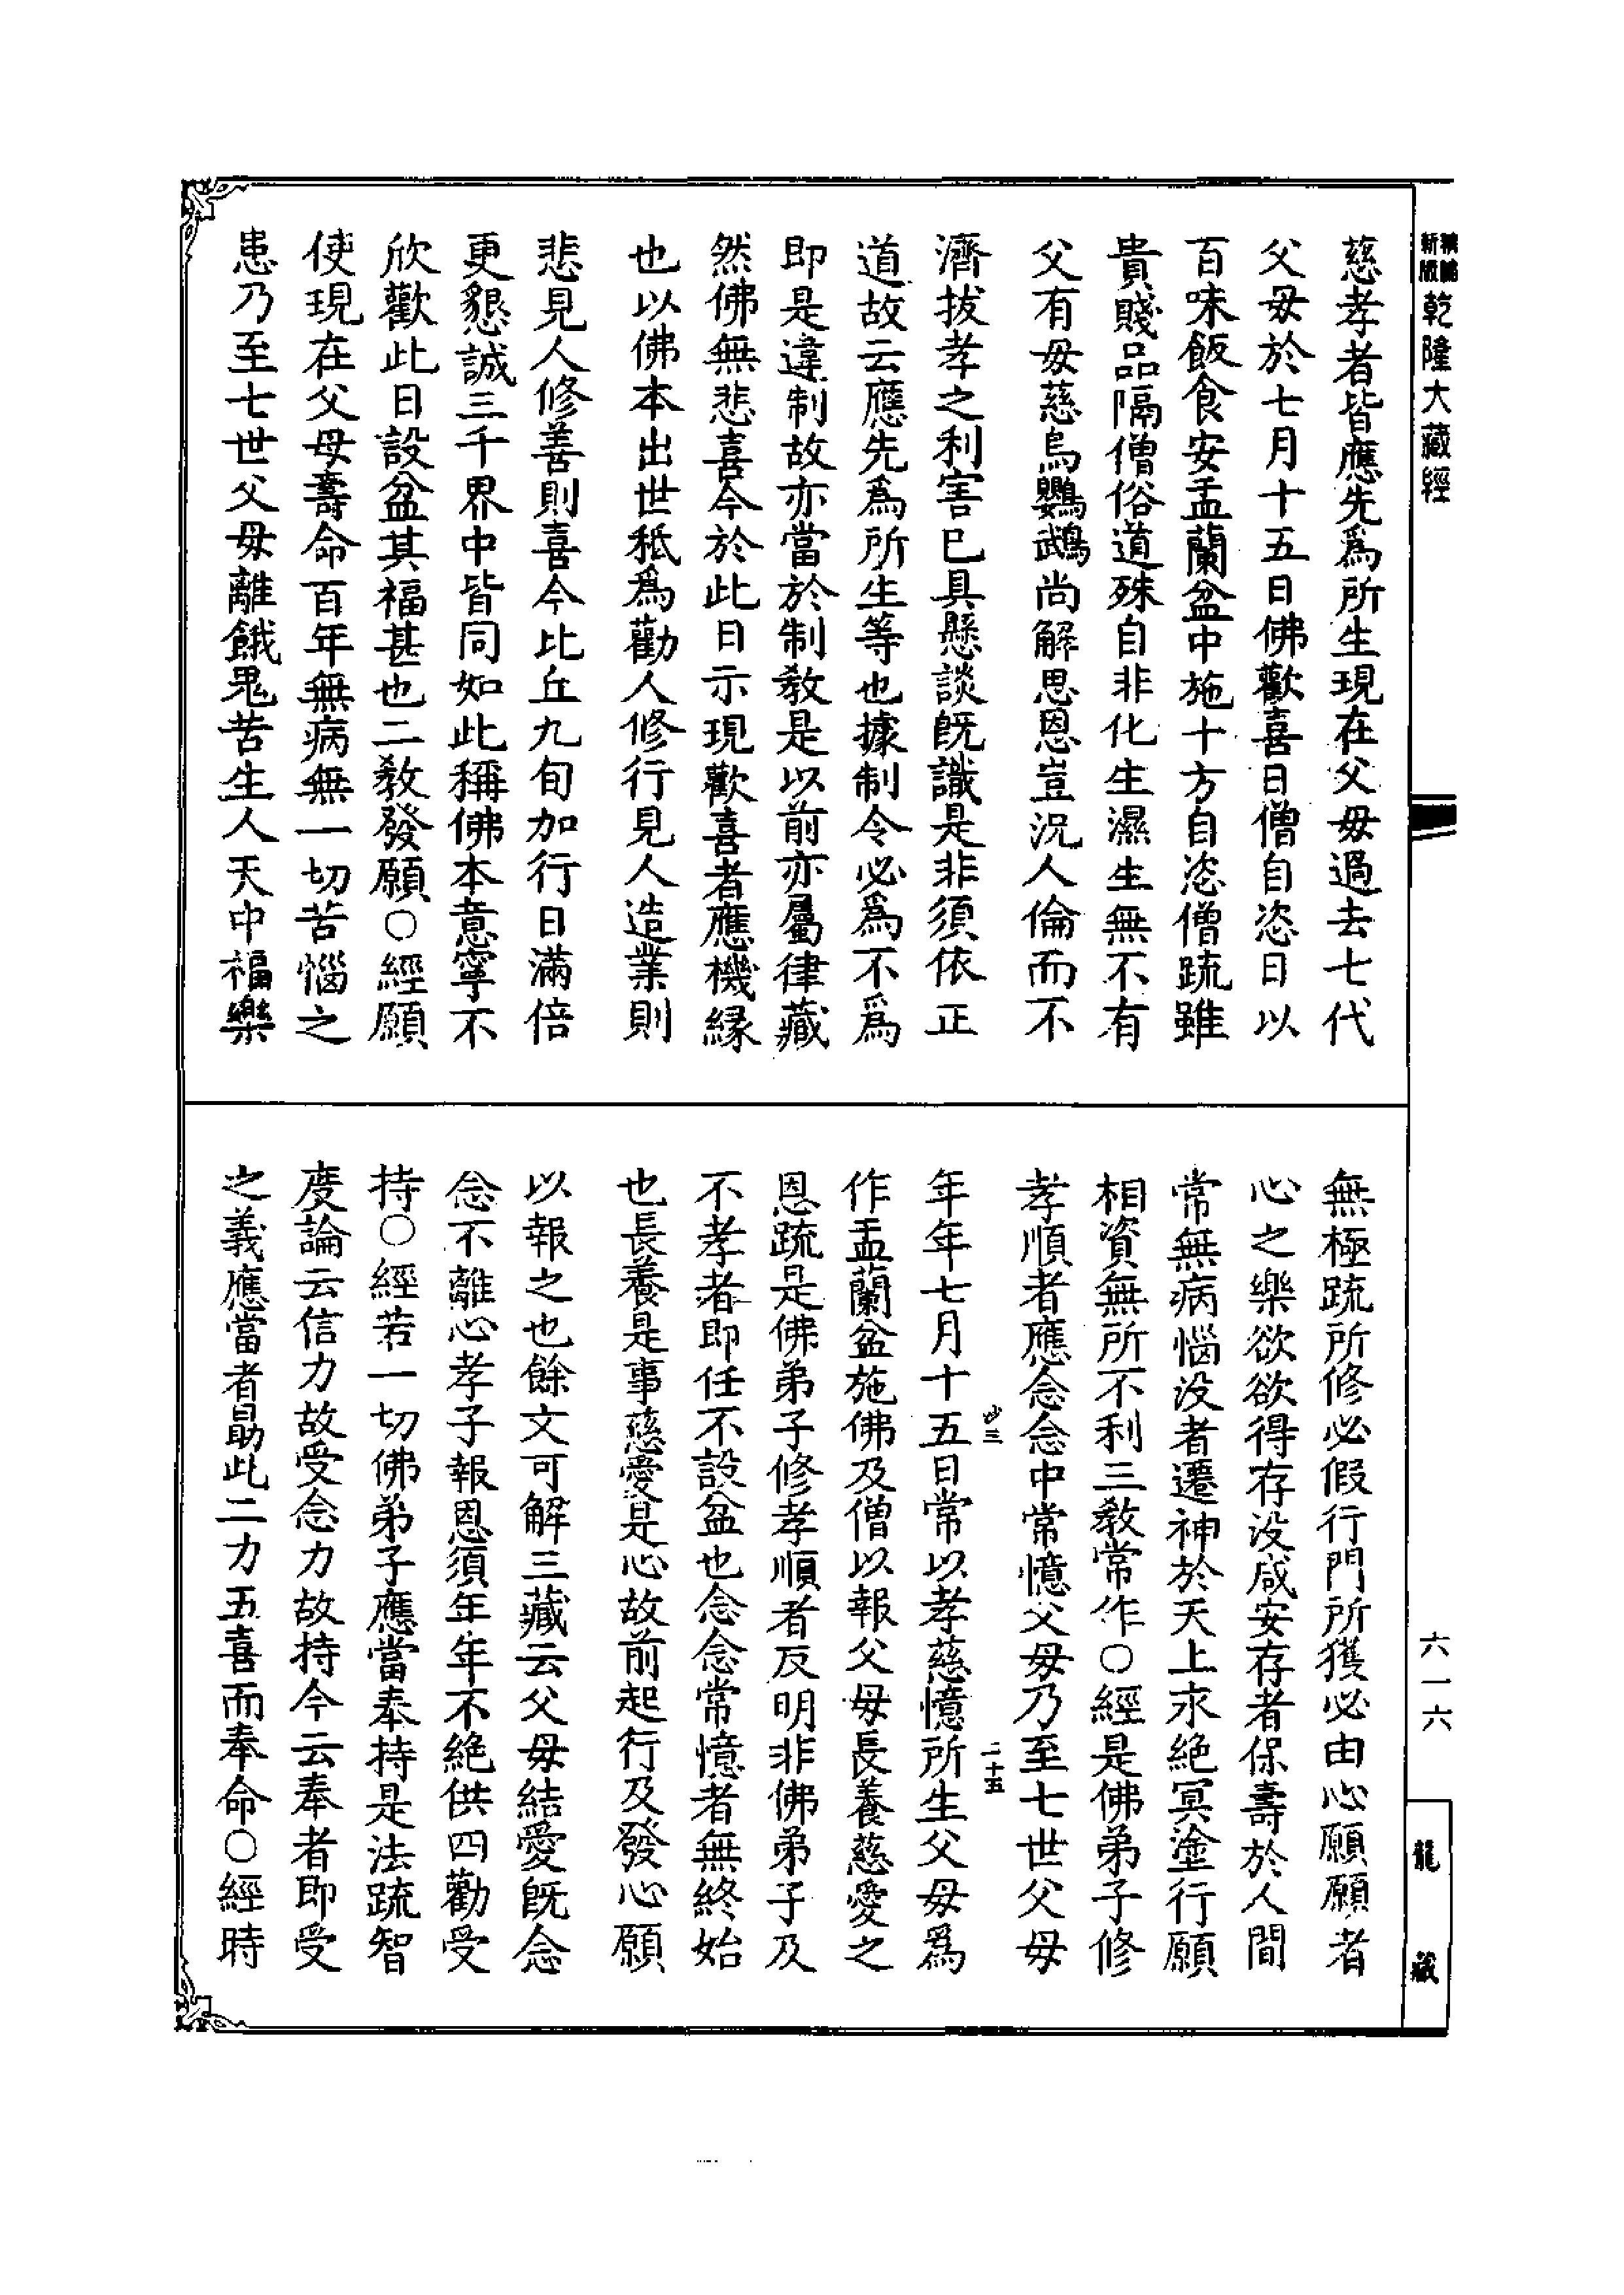 新版
乾隆大藏經
慈孝者皆應先爲所生現在父母過去七代
父母於七月十五日佛歡喜日僧自恣日以
百味飯食安盂蘭盆中施十方自恣僧疏雖
貴賤品隔僧俗道殊自非化生濕生無不有
父有母慈烏鸚鵡尚解思恩豈況人倫而不
濟拔孝之利害已具懸談既識是非須依正
道故云應先爲所生等也據制令必爲不爲
即是違制故亦當於制教是以前亦屬律藏
然佛無悲喜今於此日示現歡喜者應機緣
也以佛本出世秪爲勸人修行見人造業則
悲見人修善則喜今比丘九旬加行日滿倍
更懇誠三千界中皆同如此稱佛本意寧不
欣歡此日設盆其福甚也二教發願○經願
使現在父母壽命百年無病無一切苦惱之
患乃至七世父母離餓鬼苦生人天中福樂
無極疏所修必假行門所獲必由心願願者
心之樂欲欲得存没咸安存者保壽於人間
常無病惱没者遷神於天上永絕冥塗行願
相資無所不利三教常作○經是佛弟子修
孝順者應念念中常憶父母乃至七世父母
年年七月十五日常以孝慈憶所生父母爲
作盂蘭盆施佛及僧以報父母長養慈愛之
恩疏是佛弟子修孝順者反明非佛弟子及
不孝者即任不設盆也念念常憶者無終始
也長養是事慈愛是心故前起行及發心願
以報之也餘文可解三藏云父母結愛既念
念不離心孝子報恩須年年不絕供四勸受
持○經若一切佛弟子應當奉持是法疏智
度論云信力故受念力故持今云奉者即受
之義應當者勗此二力五喜而奉命○經時
二十五
六一六
龍藏